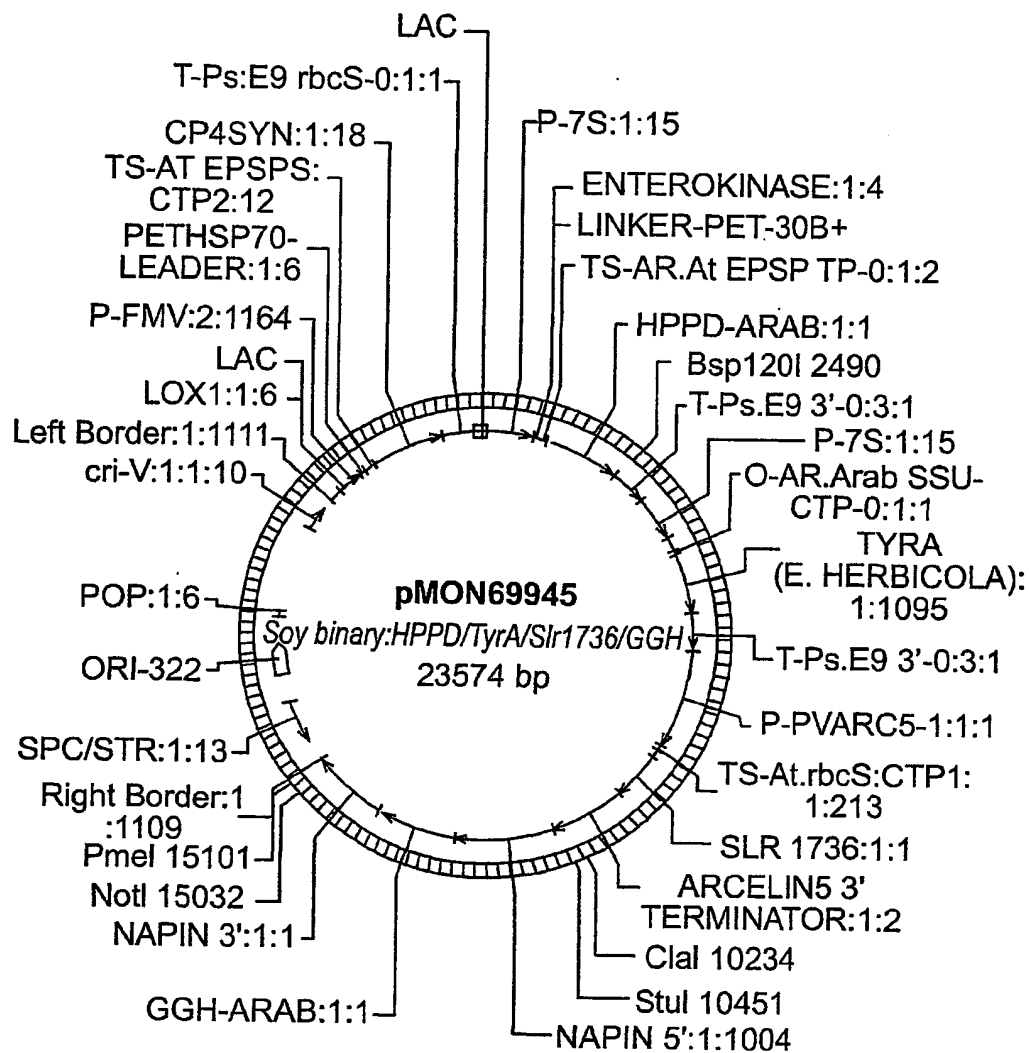 LAC
T-Ps:E9 rbcS-0:1:1
P-7S:1:15
CP4SYN:1:18
TS-AT EPSPS:
CTP2:12
ENTEROKINASE:1:4
LINKER-PET-30B+
PETHSP70-
LEADER:1:6
TS-AR.At EPSP TP-0:1:2
P-FMV:2:1164
HPPD-ARAB:1:1
LAC
Bsp120I 2490
LOX1:1:6
T-Ps.E9 3'-0:3:1
Left Border:1:1111
P-7S:1:15
cri-V:1:1:10
O-AR.Arab SSU-
CTP-0:1:1
TYRA
(E. HERBICOLA):
1:1095
POP:1:6
pMON69945
Soy binary:HPPD/TyrA/Slr1736/GGH
23574 bp
ORI-322
T-Ps.E9 3'-0:3:1
P-PVARC5-1:1:1
SPC/STR:1:13
TS-At.rbcS:CTP1:
1:213
Right Border:1
:1109
SLR 1736:1:1
PmeI 15101
NotI 15032
ARCELIN5 3'
TERMINATOR:1:2
NAPIN 3':1:1
ClaI 10234
GGH-ARAB:1:1
StuI 10451
NAPIN 5':1:1004